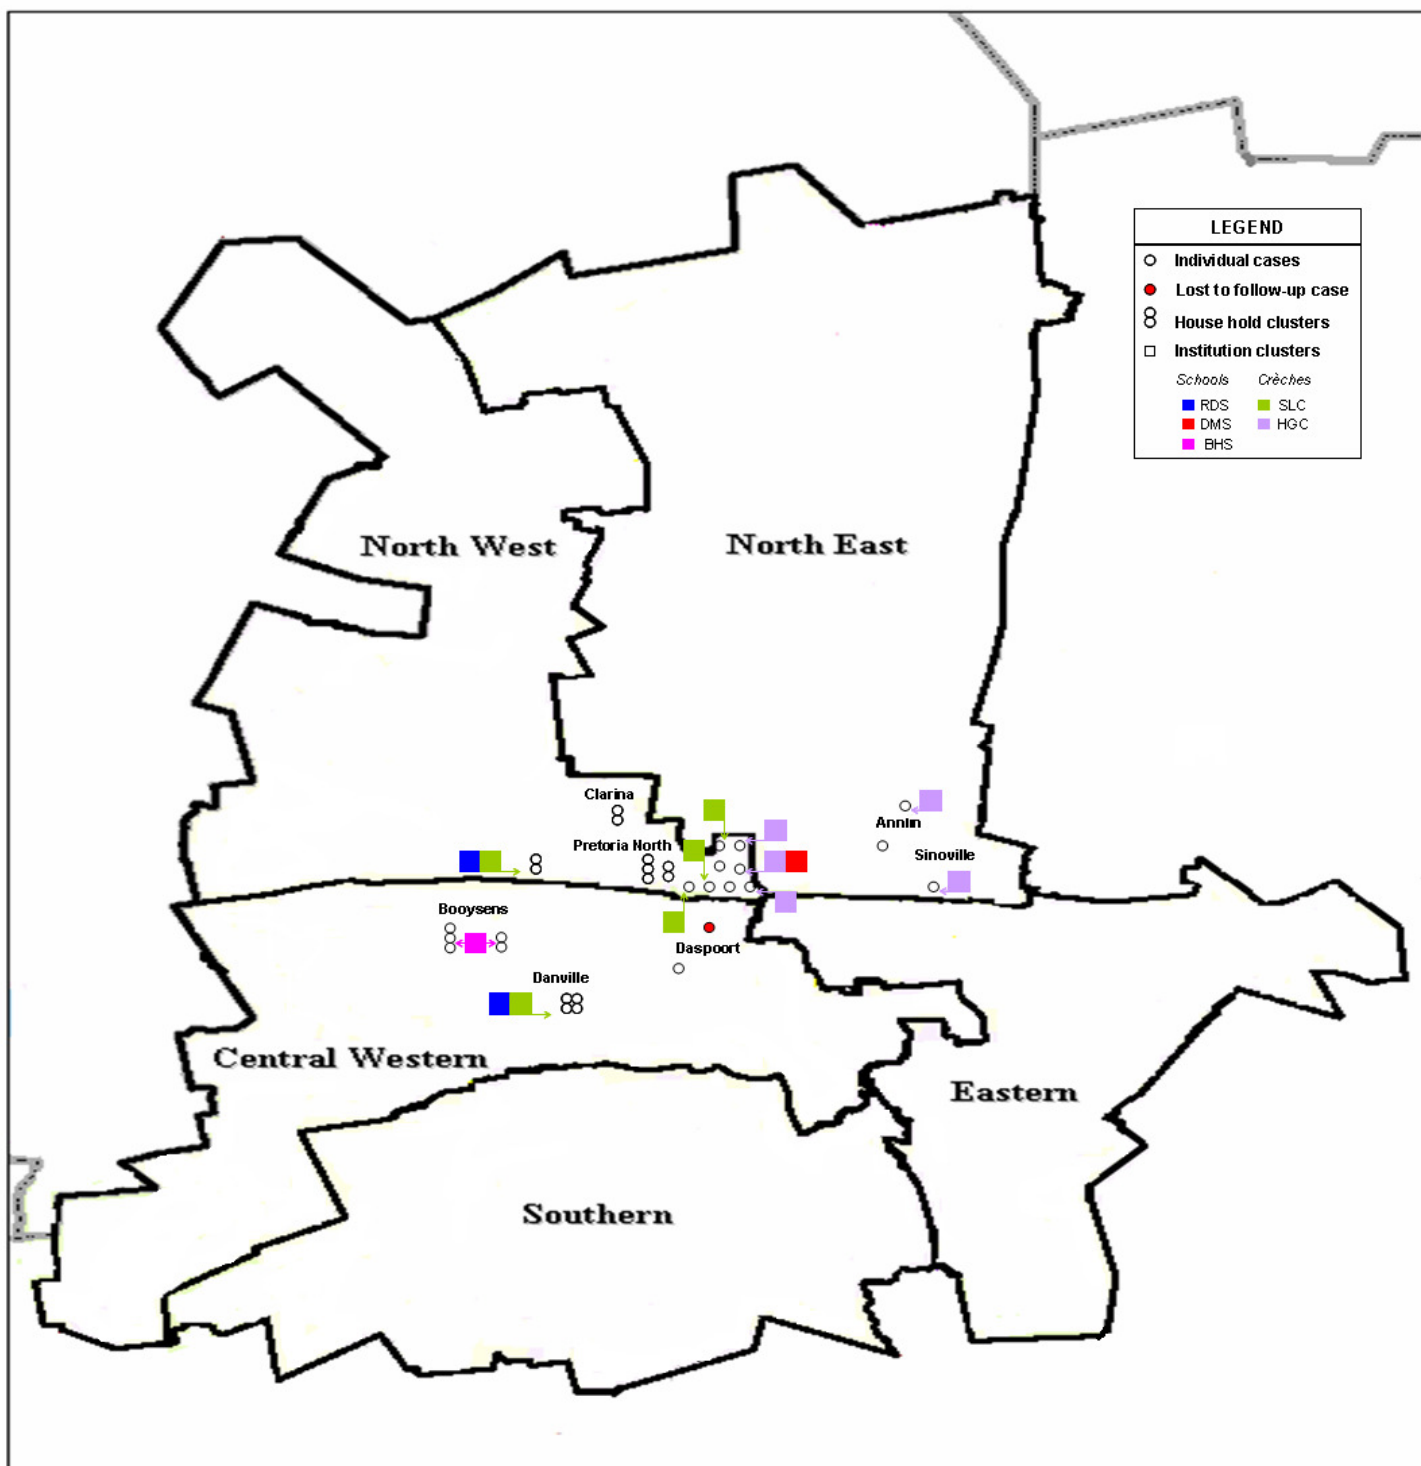 LEGEND
Individual cases
Lost to follow-up case
House hold clusters
Institution clusters
Schools Crèches
RDS SLC
DMS HGC
BHS
North West
North East
Clarina
Annlin
Pretoria North
Sinoville
Booysens
Daspoort
Danville
Central Western
Eastern
Southern